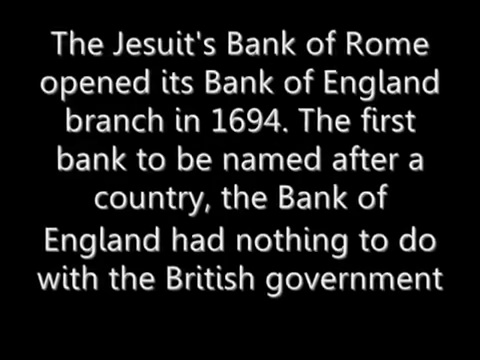 The Jesuit's Bank of Rome
opened its Bank of England
branch in 1694. The first
bank to be named after a
country, the Bank of
England had nothing to do
with the British government